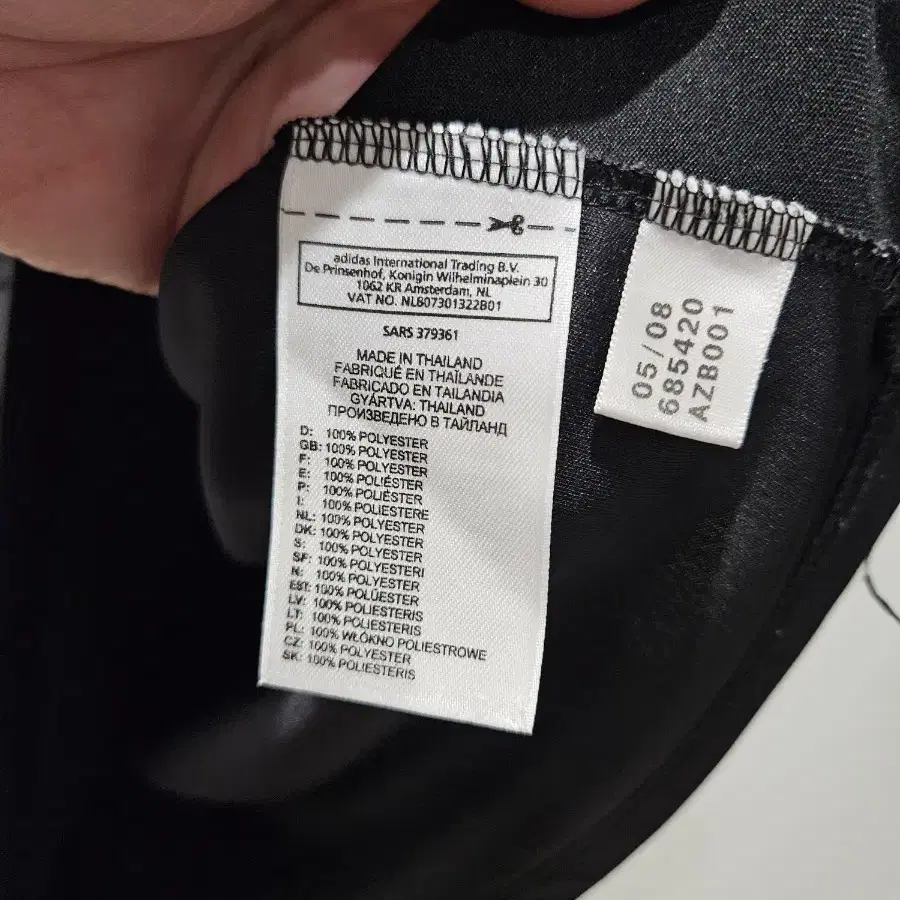 adidas International Trading B.V.
De Prinsenhof, Konigin Wilhelminaplein 30
1062 KR Amsterdam, NL
VAT NO. NL807301322B01
SARS 379361
MADE IN THAILAND
FABRIQUÉ EN THAÏLANDE
FABRICADO EN TAILANDIA
GYÁRTVA: THAILAND
ПРОИЗВЕДЕНО В ТАЙЛАНД
D: 100% POLYESTER
GB: 100% POLYESTER
F: 100% POLYESTER
E: 100% POLIÉSTER
P: 100% POLIÉSTER
I: 100% POLIESTERE
NL: 100% POLYESTER
DK: 100% POLYESTER
S: 100% POLYESTER
SF: 100% POLYESTERI
N: 100% POLYESTER
EST: 100% POLÜESTER
LV: 100% POLIESTERIS
LT: 100% POLIESTERIS
PL: 100% WŁÓKNO POLIESTROWE
CZ: 100% POLYESTER
SK: 100% POLIESTERIS
05/08
685420
AZB001